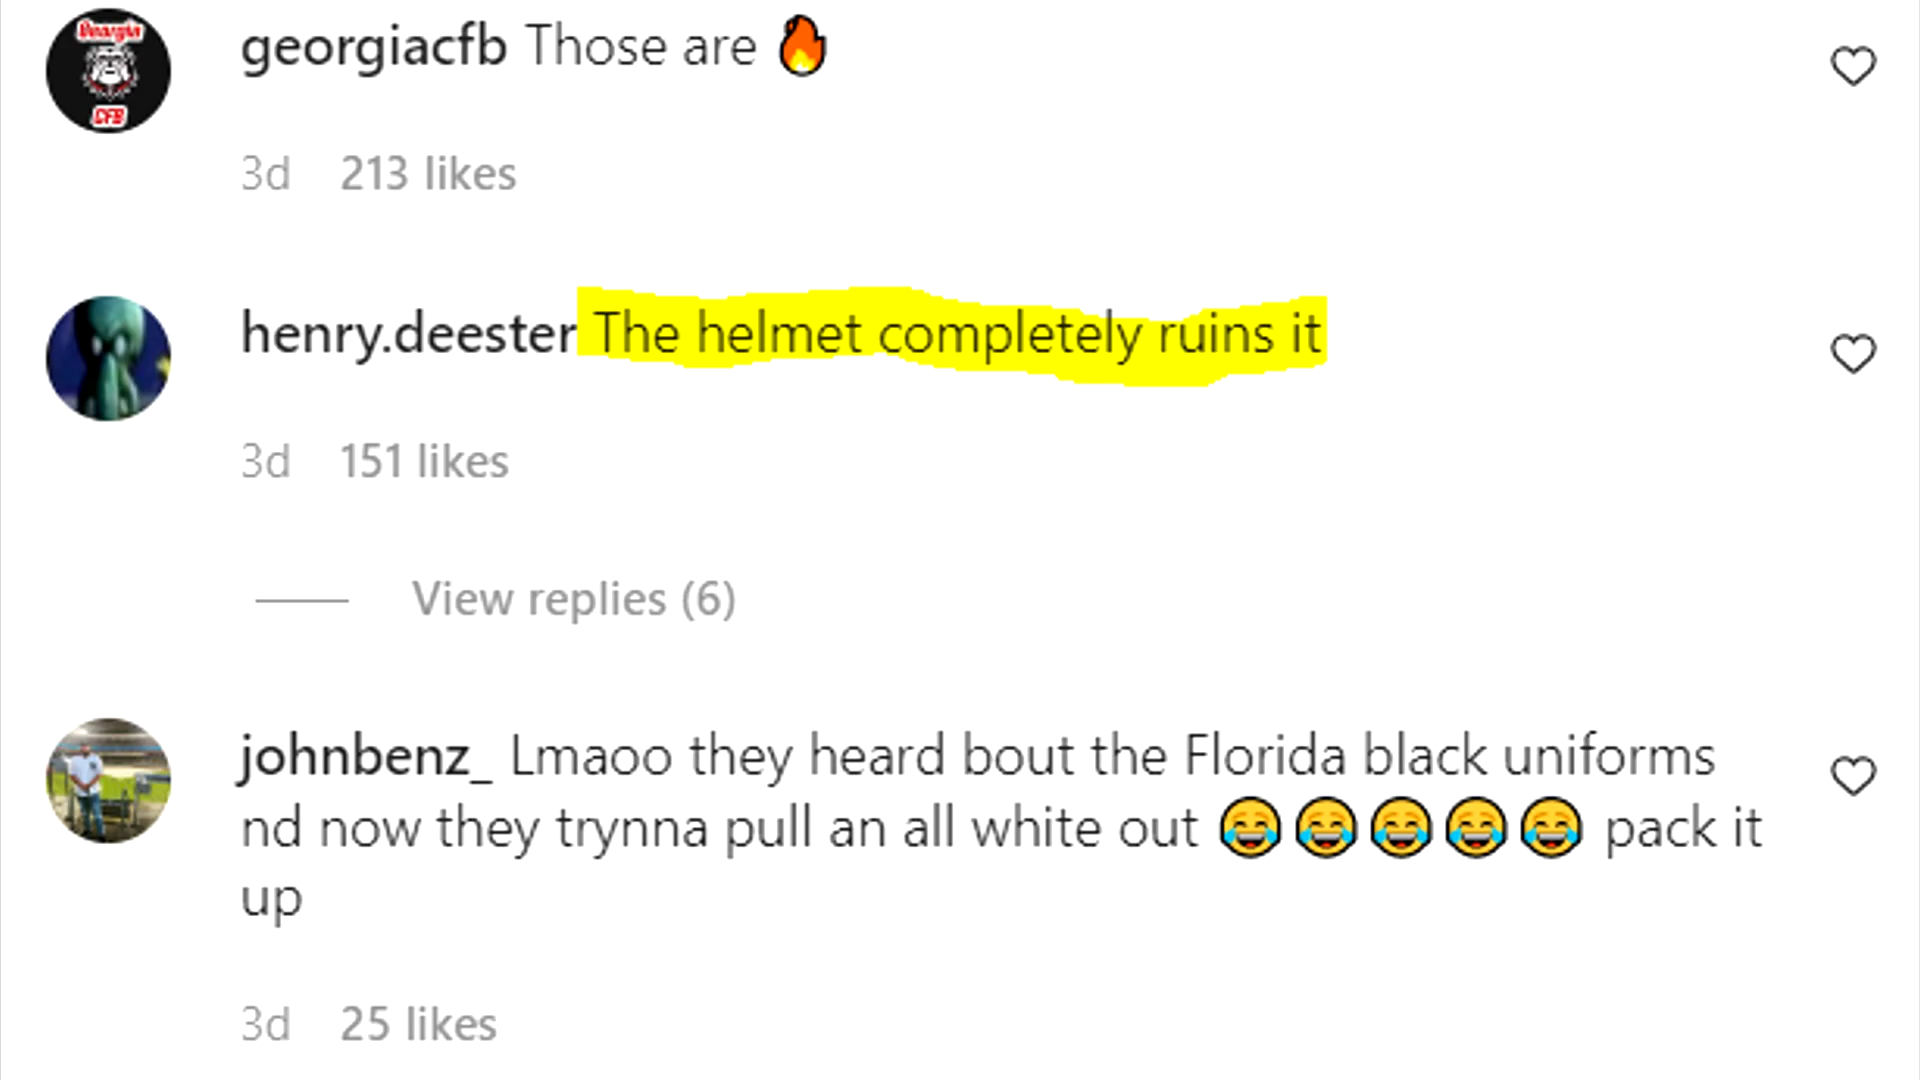 Georgia
CFB
georgiacfb Those are 🔥
3d 213 likes
henry.deester The helmet completely ruins it
3d 151 likes
View replies (6)
johnbenz_ Lmaoo they heard bout the Florida black uniforms
nd now they trynna pull an all white out 😂😂😂😂😂 pack it
up
3d 25 likes